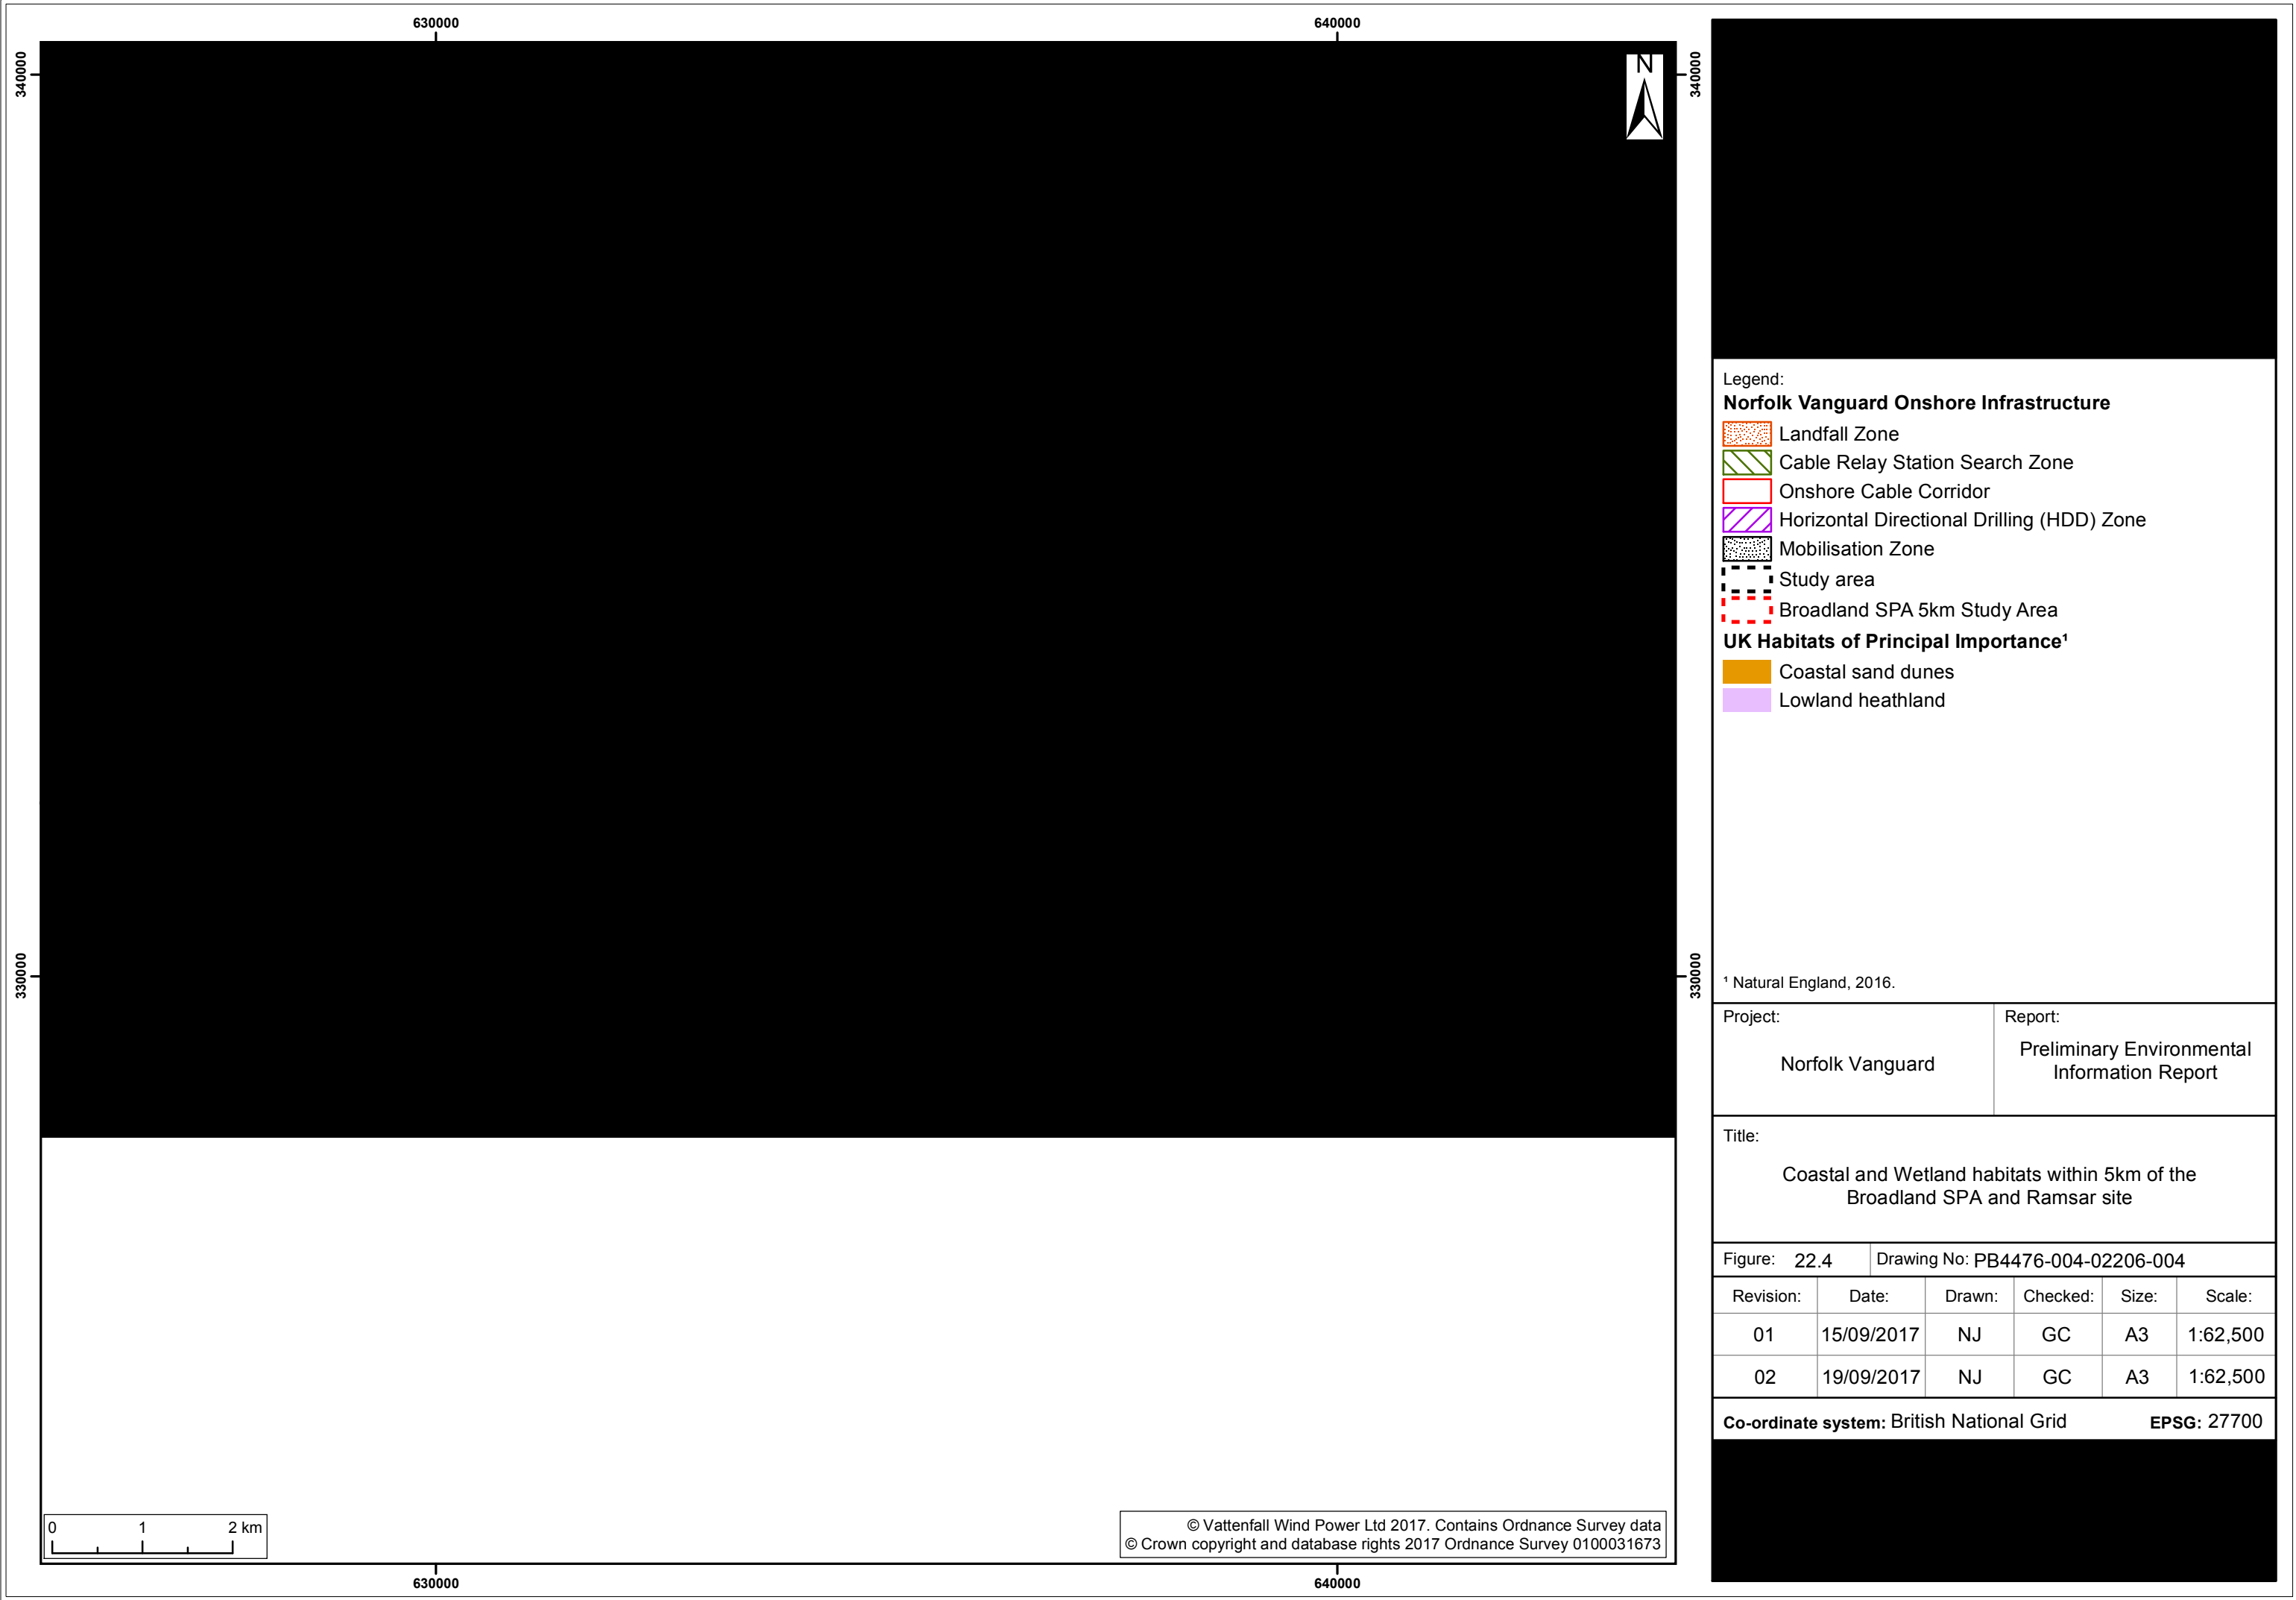 630000
640000
340000
340000
N
330000
330000
0 1 2 km
© Vattenfall Wind Power Ltd 2017. Contains Ordnance Survey data
© Crown copyright and database rights 2017 Ordnance Survey 0100031673
630000
640000
Legend:
Norfolk Vanguard Onshore Infrastructure
Landfall Zone
Cable Relay Station Search Zone
Onshore Cable Corridor
Horizontal Directional Drilling (HDD) Zone
Mobilisation Zone
Study area
Broadland SPA 5km Study Area
UK Habitats of Principal Importance¹
Coastal sand dunes
Lowland heathland
¹ Natural England, 2016.
Project:
Norfolk Vanguard
Report:
Preliminary Environmental
Information Report
Title:
Coastal and Wetland habitats within 5km of the
Broadland SPA and Ramsar site
Figure: 22.4 Drawing No: PB4476-004-02206-004
Revision: Date: Drawn: Checked: Size: Scale:
01 15/09/2017 NJ GC A3 1:62,500
02 19/09/2017 NJ GC A3 1:62,500
Co-ordinate system: British National Grid EPSG: 27700